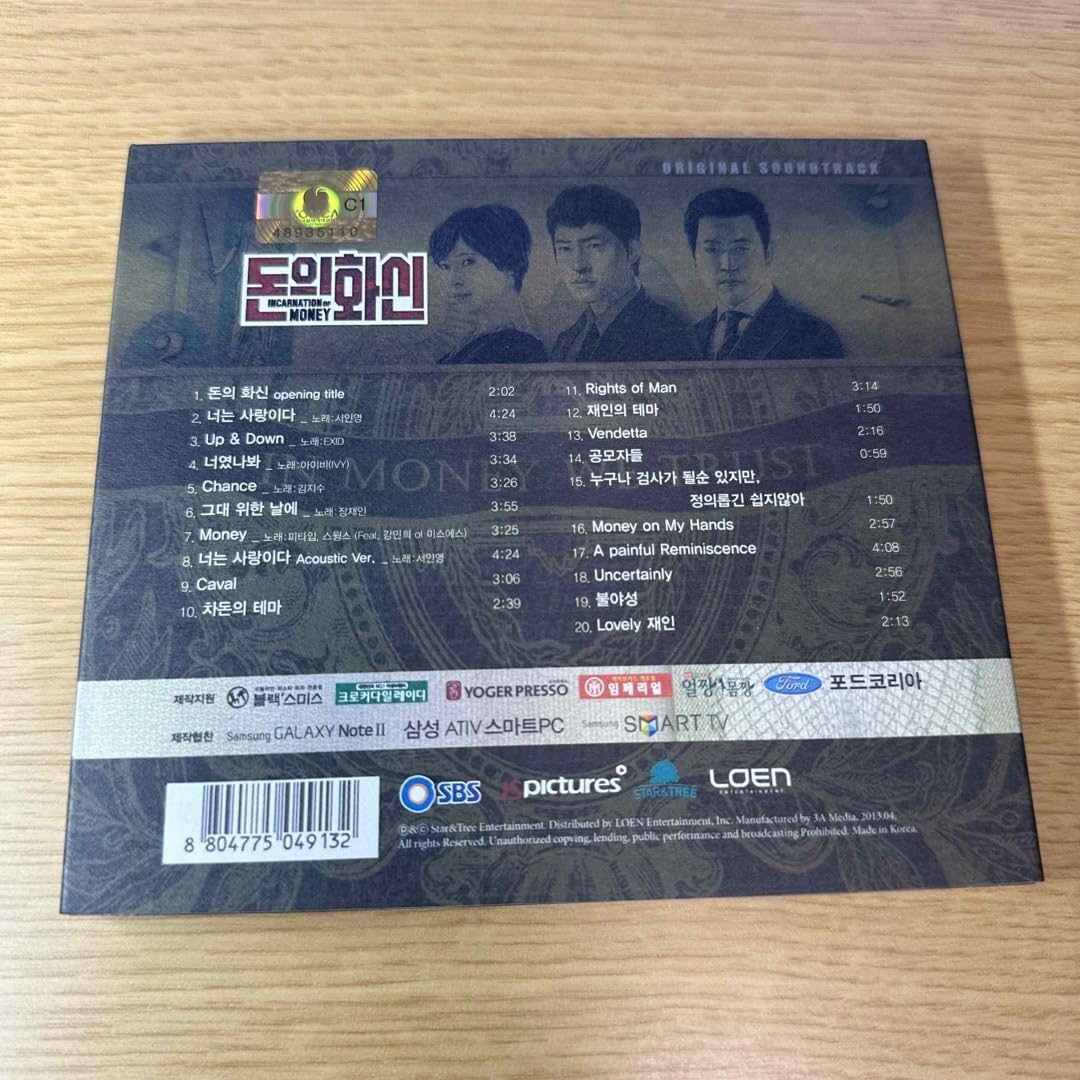 ORIGINAL SOUNDTRACK
KOMCA C1
48935110
돈의화신
INCARNATION OF
MONEY
2
IN MONEY WE TRUST
1. 돈의 화신 opening title 2:02
2. 너는 사랑이다 _ 노래:서인영 4:24
3. Up & Down _ 노래:EXID 3:38
4. 너였나봐 _ 노래:아이비(IVY) 3:34
5. Chance _ 노래:김지수 3:26
6. 그대 위한 날에 _ 노래:장재인 3:55
7. Money _ 노래:피타입, 스윙스 (Feat. 강민희 of 미스에스) 3:25
8. 너는 사랑이다 Acoustic Ver. _ 노래:서인영 4:24
9. Caval 3:06
10. 차돈의 테마 2:39
11. Rights of Man 3:14
12. 재인의 테마 1:50
13. Vendetta 2:16
14. 공모자들 0:59
15. 누구나 검사가 될순 있지만,
정의롭긴 쉽지않아 1:50
16. Money on My Hands 2:57
17. A painful Reminiscence 4:08
18. Uncertainly 2:56
19. 불야성 1:52
20. Lovely 재인 2:13
제작지원 블랙스미스 크로커다일레이디 YOGER PRESSO 임페리얼 얼짱몸짱 Ford 포드코리아
제작협찬 Samsung GALAXY Note II 삼성 ATIV 스마트PC Samsung SMART TV
SBS JS pictures STAR&TREE LOEN ENTERTAINMENT
8 804775 049132
Ⓟ & ⓒ Star&Tree Entertainment. Distributed by LOEN Entertainment, Inc. Manufactured by 3A Media. 2013.04.
All rights Reserved. Unauthorized copying, lending, public performance and broadcasting Prohibited. Made in Korea.